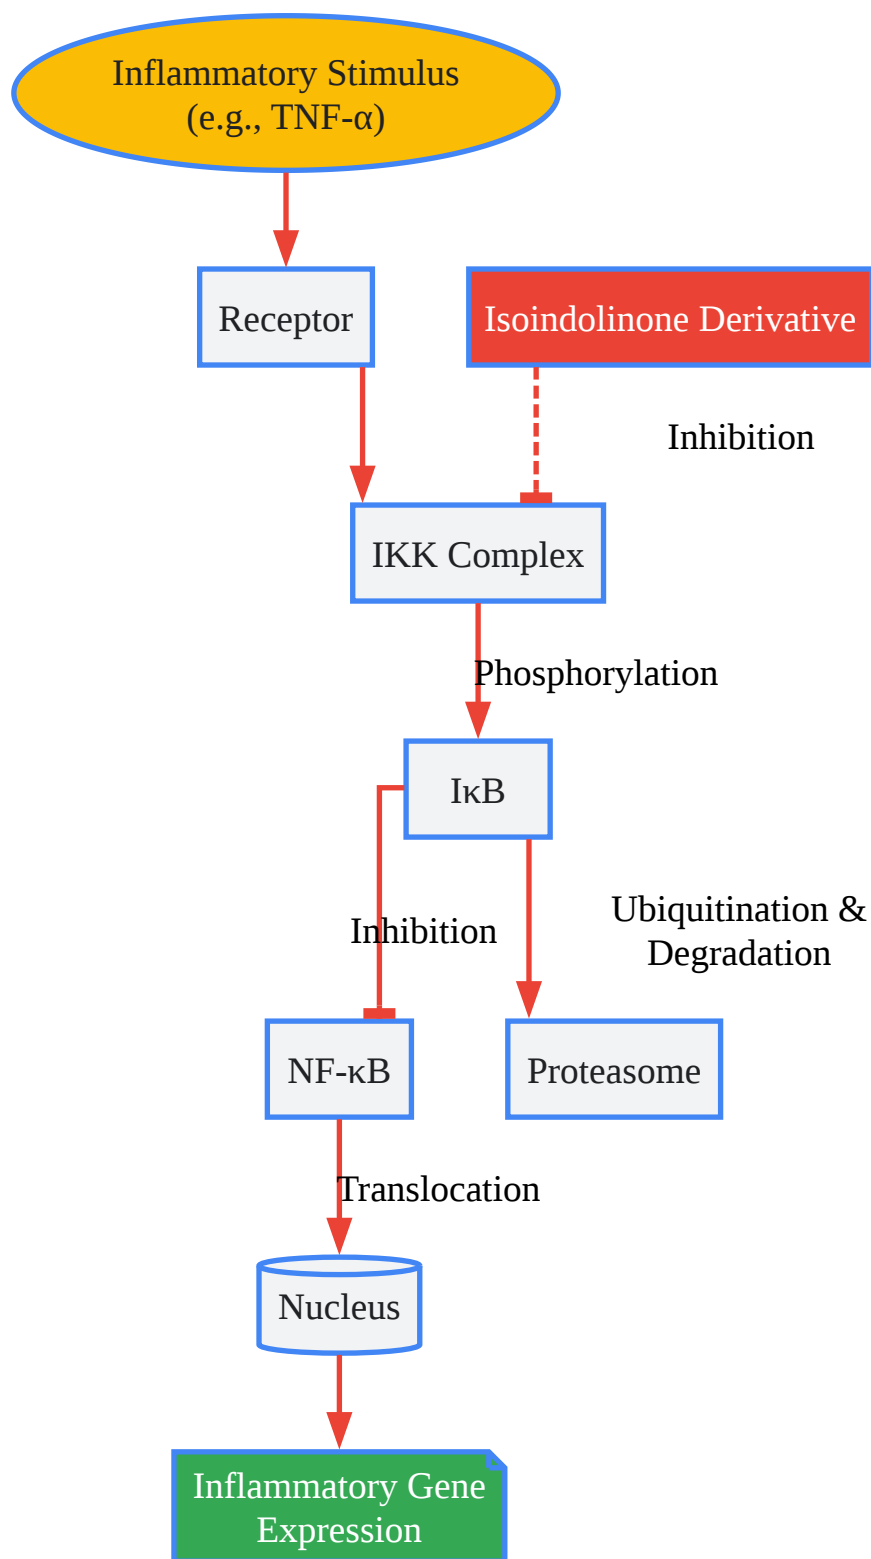 Inflammatory Stimulus
(e.g., TNF-α)
Receptor
Isoindolinone Derivative
Inhibition
IKK Complex
Phosphorylation
IκB
Inhibition
Ubiquitination &
Degradation
NF-κB
Proteasome
Translocation
Nucleus
Inflammatory Gene
Expression